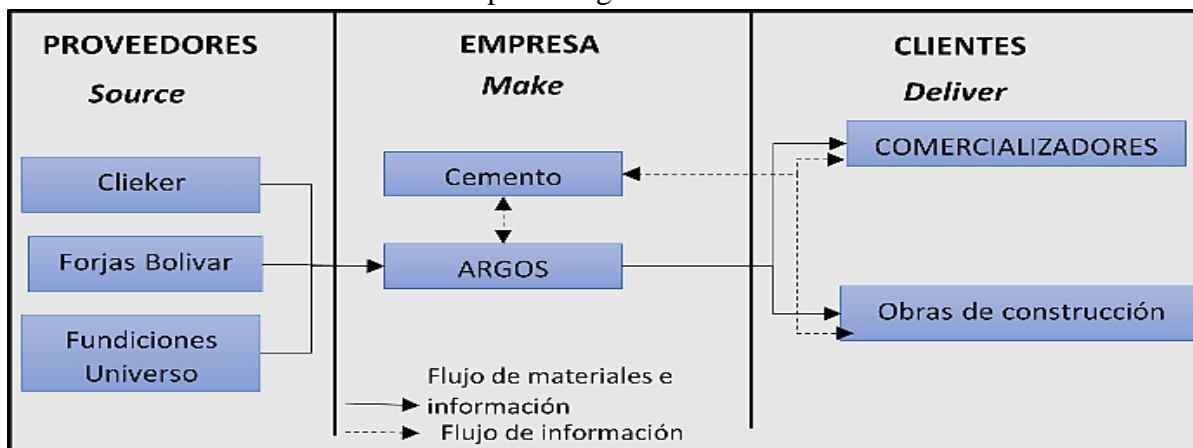 PROVEEDORES
Source
Clieker
Forjas Bolivar
Fundiciones
Universo
EMPRESA
Make
Cemento
ARGOS
Flujo de materiales e
información
Flujo de información
CLIENTES
Deliver
COMERCIALIZADORES
Obras de construcción